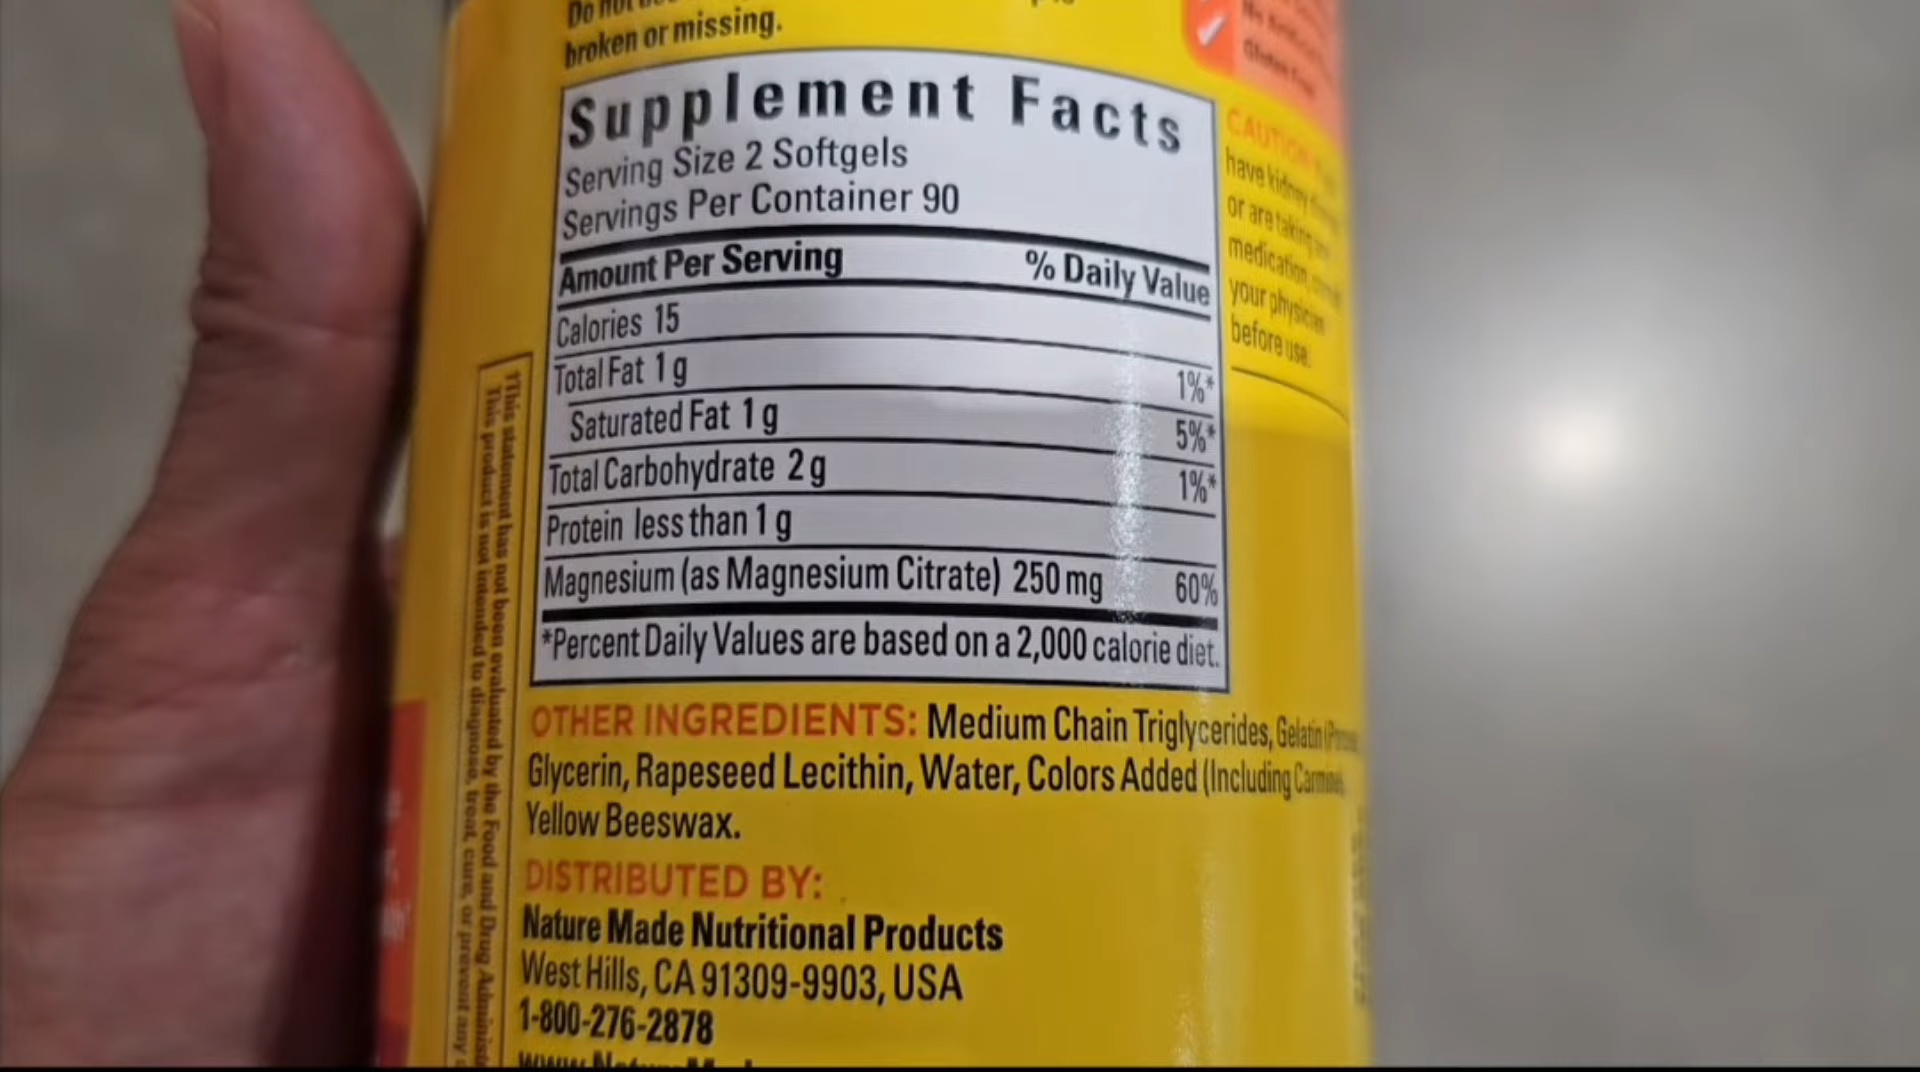 Do not
broken or missing.
Supplement Facts
Serving Size 2 Softgels
Servings Per Container 90
Amount Per Serving % Daily Value
Calories 15
Total Fat 1 g 1%*
Saturated Fat 1 g 5%*
Total Carbohydrate 2 g 1%*
Protein less than 1 g
Magnesium (as Magnesium Citrate) 250 mg 60%
*Percent Daily Values are based on a 2,000 calorie diet.
OTHER INGREDIENTS: Medium Chain Triglycerides, Gelatin
Glycerin, Rapeseed Lecithin, Water, Colors Added (Including
Yellow Beeswax.
DISTRIBUTED BY:
Nature Made Nutritional Products
West Hills, CA 91309-9903, USA
1-800-276-2878
CAUTION
have kidney
or are taking
medication,
your physician
before use.
†This statement has not been evaluated by the Food and Drug
This product is not intended to diagnose, treat, cure, or prevent any